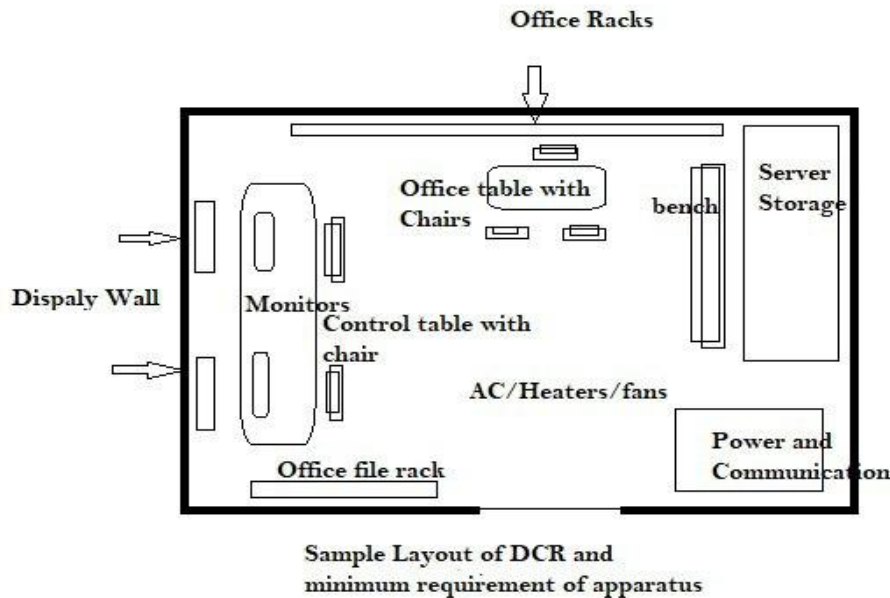 Office Racks
Office table with
Chairs
bench
Server
Storage
Dispaly Wall
Monitors
Control table with
chair
AC/Heaters/fans
Power and
Communication
Office file rack
Sample Layout of DCR and
minimum requirement of apparatus